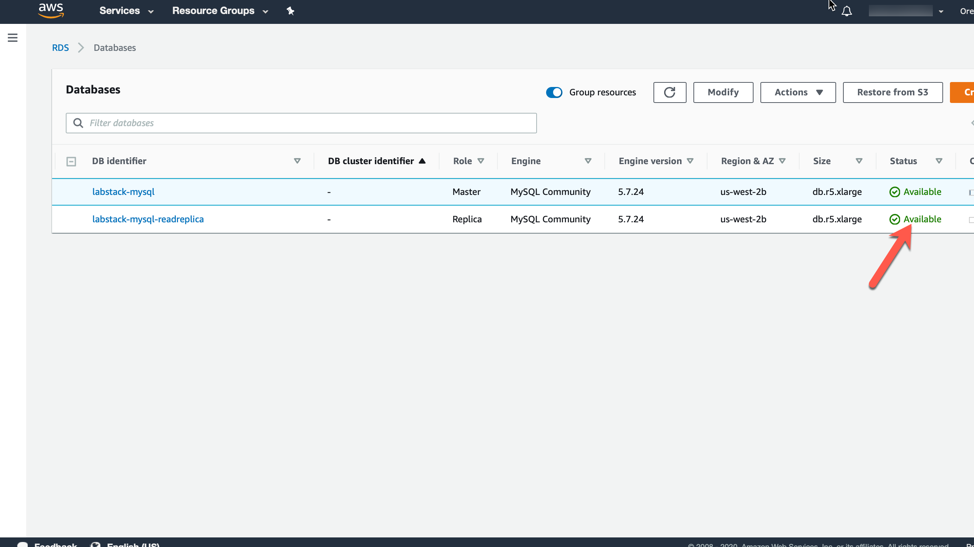 aws Services Resource Groups Ore
RDS Databases
Databases Group resources Modify Actions Restore from S3 Cr
Filter databases
DB identifier DB cluster identifier Role Engine Engine version Region & AZ Size Status
labstack-mysql - Master MySQL Community 5.7.24 us-west-2b db.r5.xlarge Available
labstack-mysql-readreplica - Replica MySQL Community 5.7.24 us-west-2b db.r5.xlarge Available
Feedback English (US) © 2008 - 2020, Amazon Web Services, Inc. or its affiliates. All rights reserved.